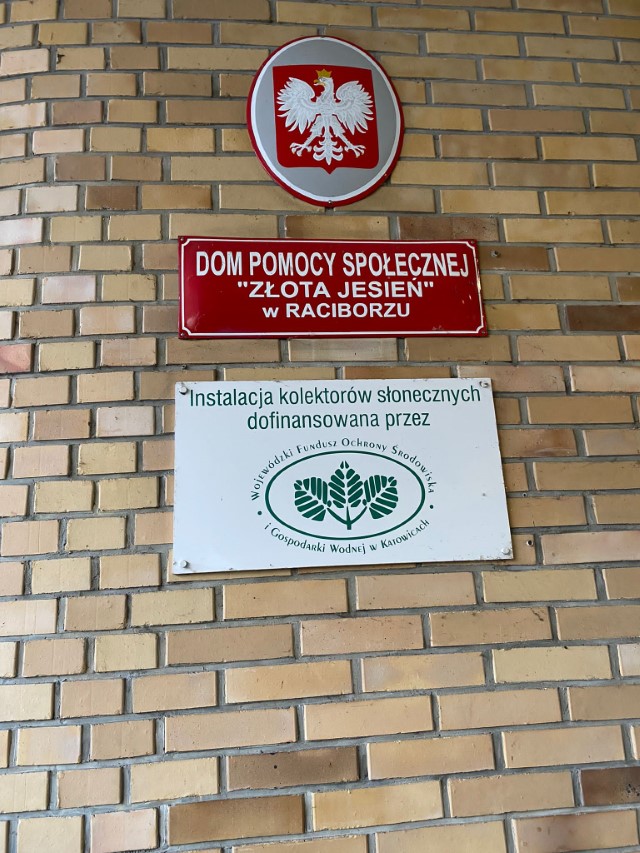 DOM POMOCY SPOŁECZNEJ
"ZŁOTA JESIEŃ"
w RACIBORZU
Instalacja kolektorów słonecznych
dofinansowana przez
Wojewódzki Fundusz Ochrony Środowiska
i Gospodarki Wodnej w Katowicach